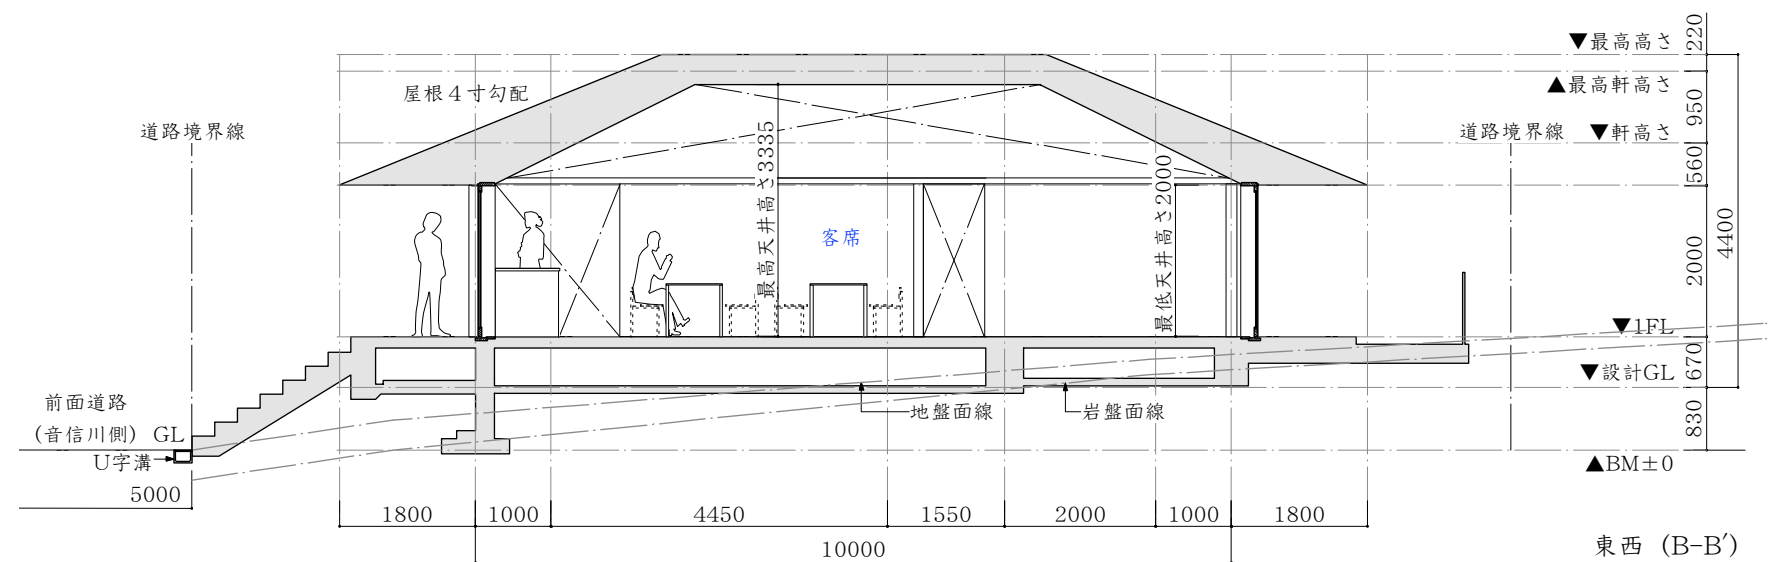 ▼最高高さ
220
屋根４寸勾配
▲最高軒高さ
950
道路境界線
道路境界線
▼軒高さ
560
最高天井高さ3335
最低天井高さ2000
客席
2000
4400
▼1FL
670
▼設計GL
前面道路
(音信川側) GL
U字溝
地盤面線
岩盤面線
830
▲BM±0
5000
1800
1000
4450
1550
2000
1000
1800
10000
東西 (B-B′)